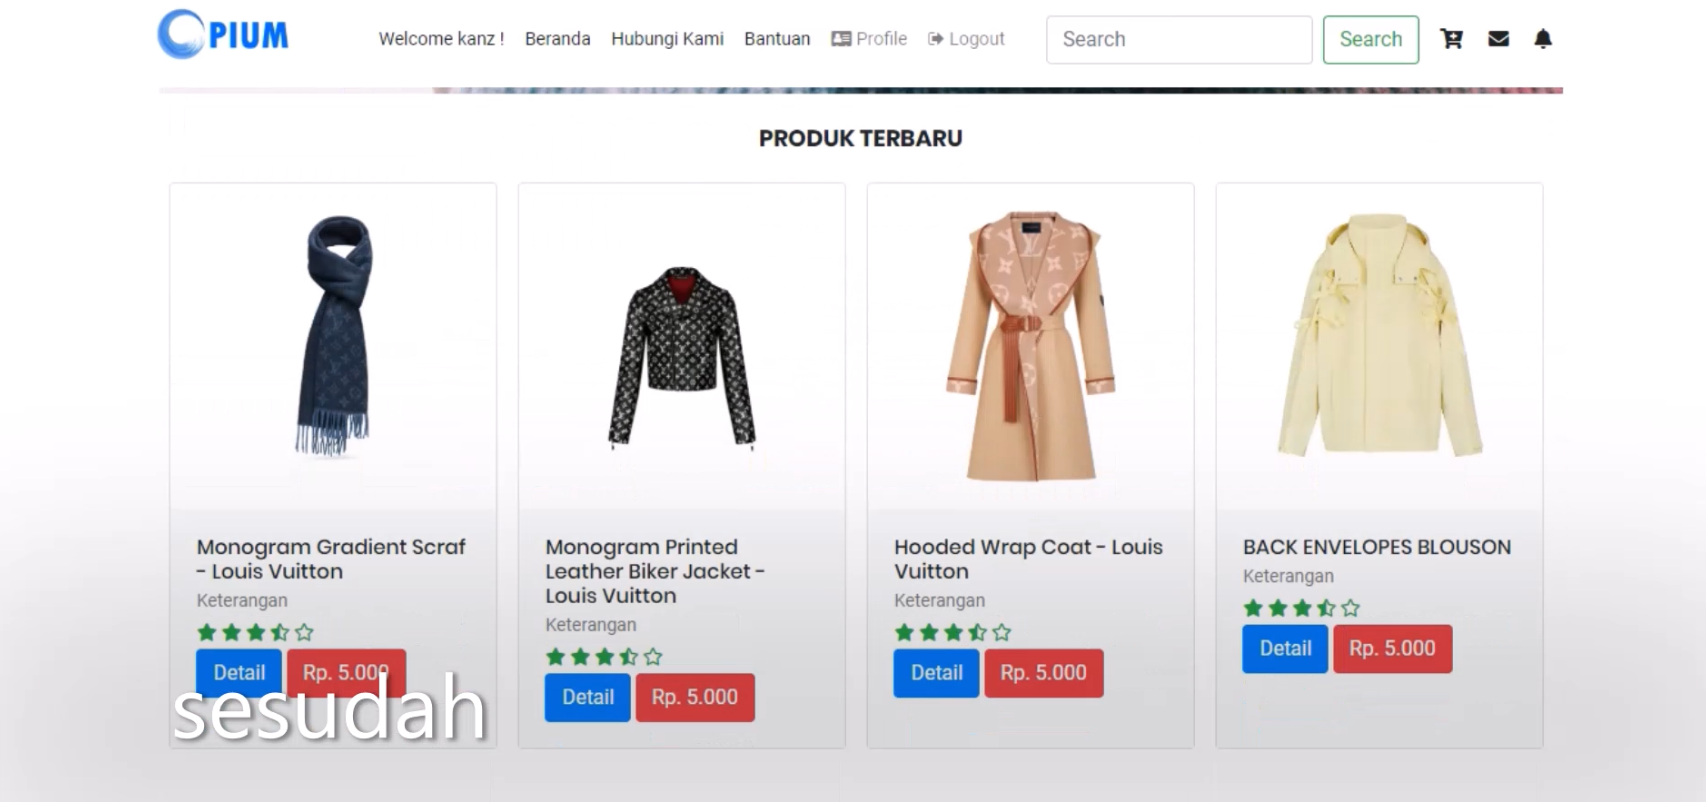 OPIUM
Welcome kanz ! Beranda Hubungi Kami Bantuan Profile Logout Search Search
PRODUK TERBARU
Monogram Gradient Scraf
- Louis Vuitton
Keterangan
Detail Rp. 5.000
Monogram Printed
Leather Biker Jacket -
Louis Vuitton
Keterangan
Detail Rp. 5.000
Hooded Wrap Coat - Louis
Vuitton
Keterangan
Detail Rp. 5.000
BACK ENVELOPES BLOUSON
Keterangan
Detail Rp. 5.000
sesudah